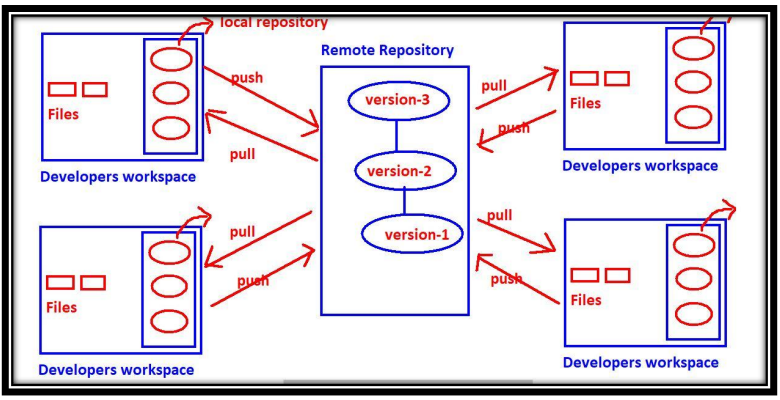 local repository
Remote Repository
push
pull
Files
Developers workspace
version-3
version-2
version-1
pull
push
Files
Developers workspace
pull
push
Files
Developers workspace
pull
push
Files
Developers workspace